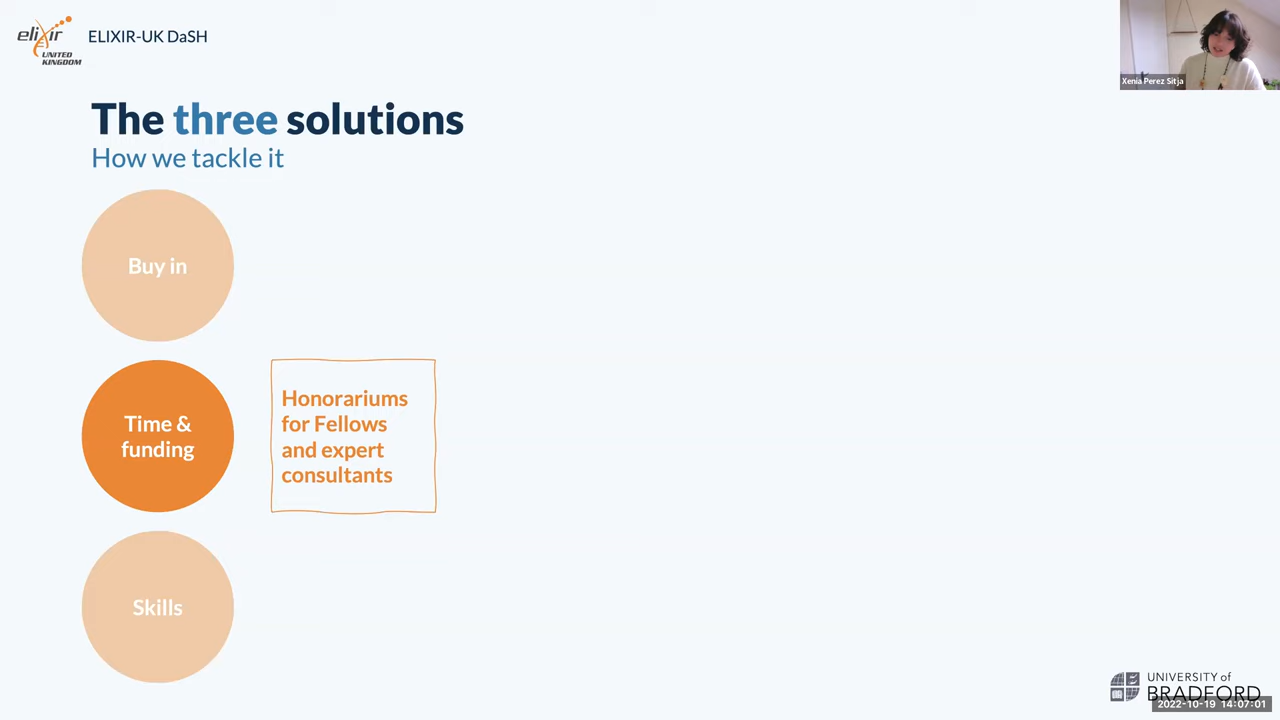 elixir
UNITED
KINGDOM
ELIXIR-UK DaSH
Xenia Perez Sitja
The three solutions
How we tackle it
Buy in
Time &
funding
Honorariums
for Fellows
and expert
consultants
Skills
UNIVERSITY of
BRADFORD
2022-10-19 14:07:01